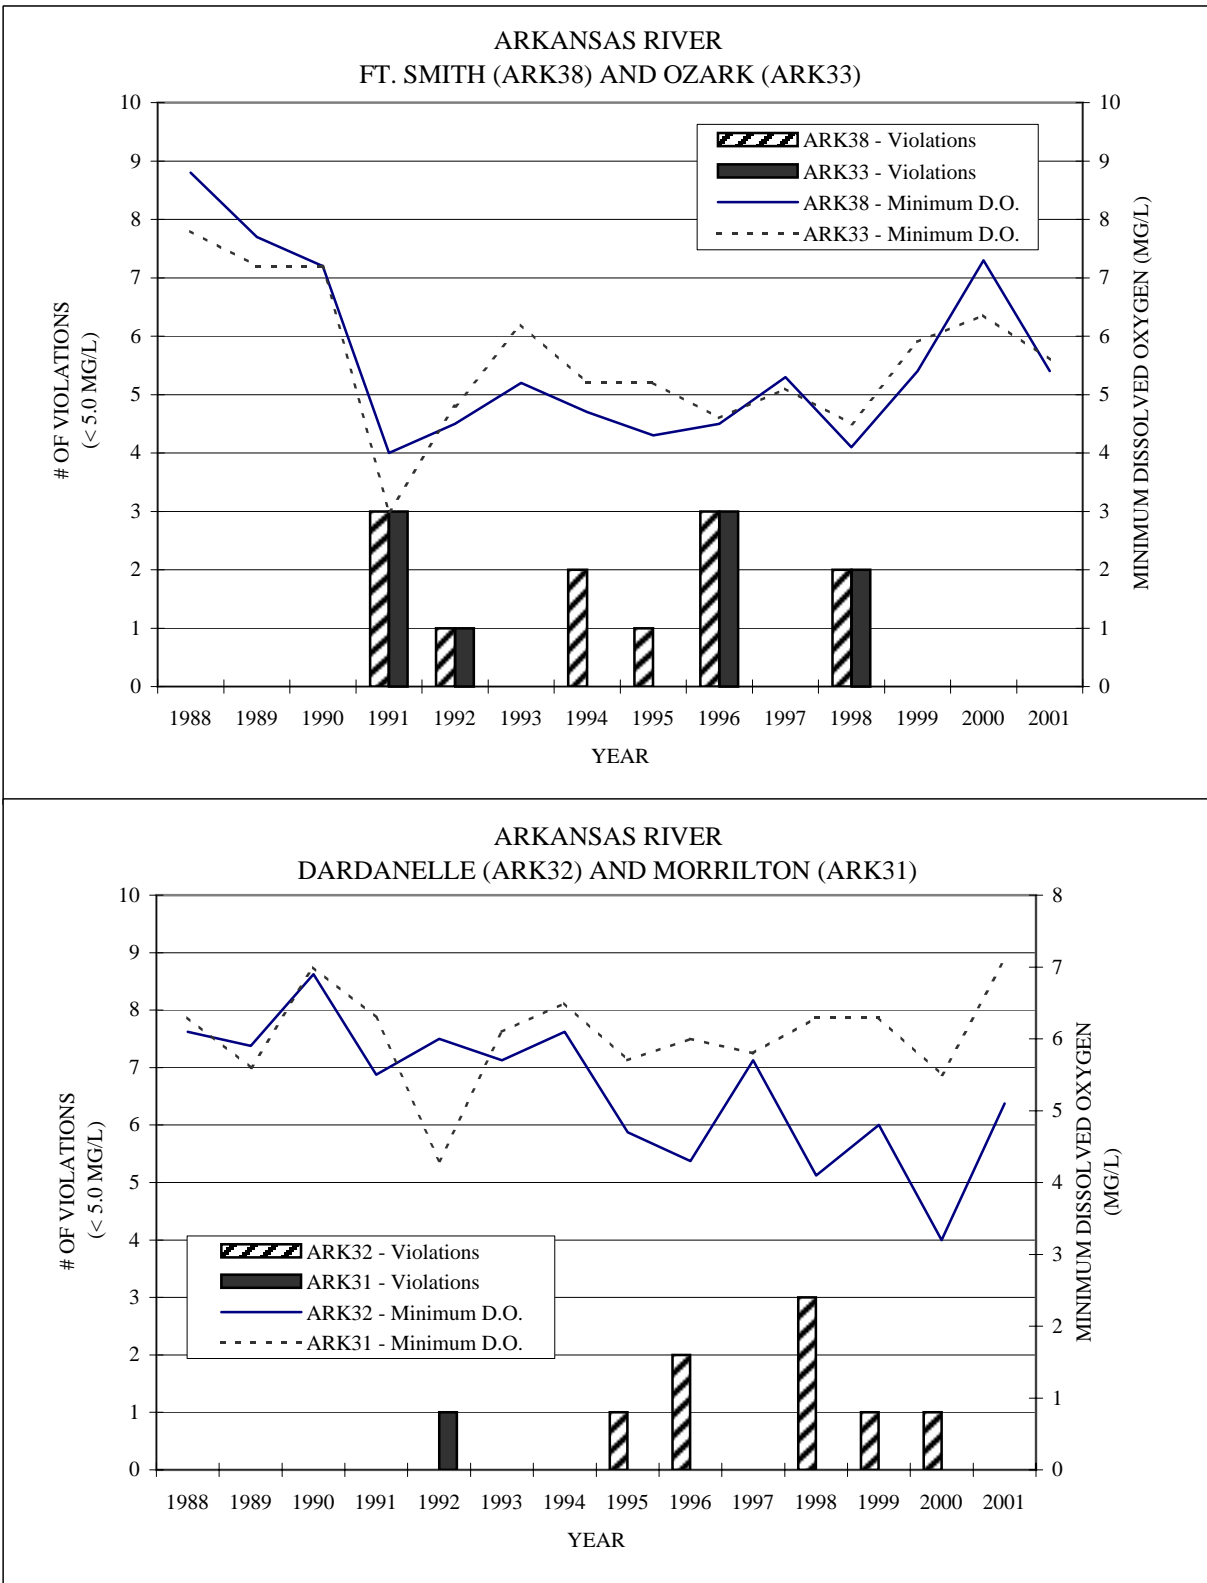 ARKANSAS RIVER
FT. SMITH (ARK38) AND OZARK (ARK33)
10
9
8
7
6
5
4
3
2
1
0
# OF VIOLATIONS
(< 5.0 MG/L)
ARK38 - Violations
ARK33 - Violations
ARK38 - Minimum D.O.
ARK33 - Minimum D.O.
10
9
8
7
6
5
4
3
2
1
0
MINIMUM DISSOLVED OXYGEN (MG/L)
1988 1989 1990 1991 1992 1993 1994 1995 1996 1997 1998 1999 2000 2001
YEAR
ARKANSAS RIVER
DARDANELLE (ARK32) AND MORRILTON (ARK31)
10
9
8
7
6
5
4
3
2
1
0
# OF VIOLATIONS
(< 5.0 MG/L)
ARK32 - Violations
ARK31 - Violations
ARK32 - Minimum D.O.
ARK31 - Minimum D.O.
8
7
6
5
4
3
2
1
0
MINIMUM DISSOLVED OXYGEN
(MG/L)
1988 1989 1990 1991 1992 1993 1994 1995 1996 1997 1998 1999 2000 2001
YEAR